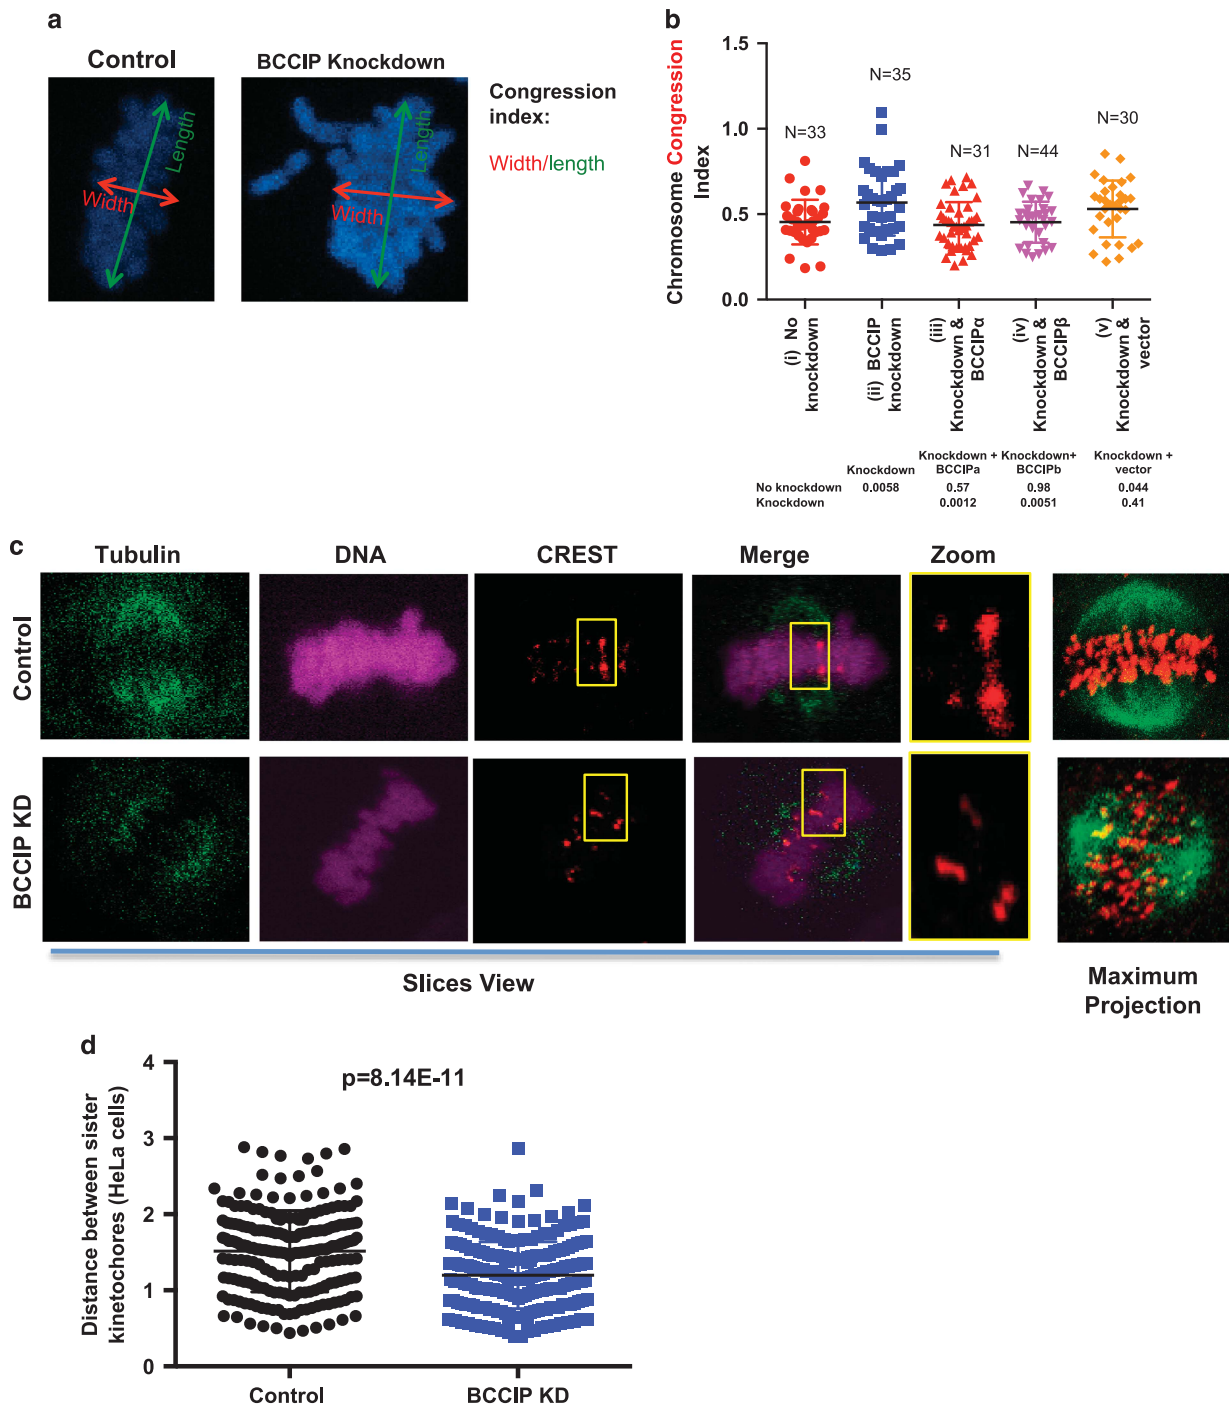 a
Control
BCCIP Knockdown
Length
Width
Length
Width
Congression
index:
Width/length
b
Chromosome Congression
Index
1.5
1.0
0.5
0.0
N=33
N=35
N=31
N=44
N=30
(i) No
knockdown
(ii) BCCIP
knockdown
(iii)
Knockdown &
BCCIPα
(iv)
Knockdown &
BCCIPβ
(v)
Knockdown &
vector
Knockdown
Knockdown +
BCCIPa
Knockdown+
BCCIPb
Knockdown +
vector
No knockdown 0.0058 0.57 0.98 0.044
Knockdown 0.0012 0.0051 0.41
c
Tubulin DNA CREST Merge Zoom
Control
BCCIP KD
Slices View
Maximum
Projection
d
Distance between sister
kinetochores (HeLa cells)
4
3
2
1
0
p=8.14E-11
Control
BCCIP KD